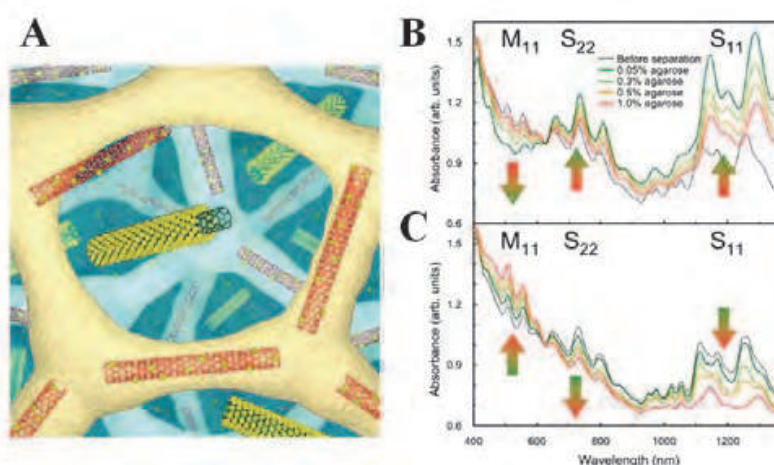 A
B
M11 S22 S11
Before separation
0.05% agarose
0.2% agarose
0.5% agarose
1.0% agarose
Absorbance (arb. units)
1.5
1.2
0.9
0.6
C
M11 S22 S11
Absorbance (arb. units)
1.5
1.2
0.9
0.6
400 600 800 1000 1200
Wavelength (nm)